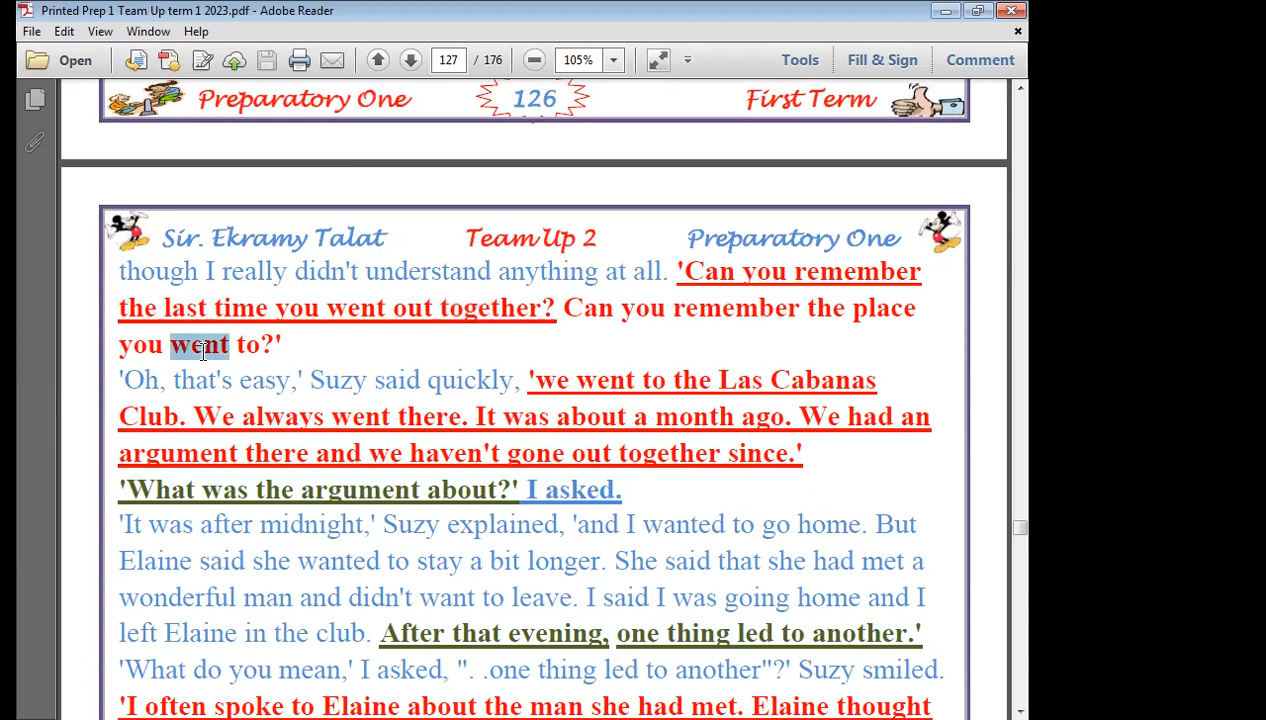 Printed Prep 1 Team Up term 1 2023.pdf - Adobe Reader
File Edit View Window Help
Open 127 / 176 105% Tools Fill & Sign Comment
Preparatory One 126 First Term
Sir. Ekramy Talat Team Up 2 Preparatory One
though I really didn't understand anything at all. 'Can you remember
the last time you went out together? Can you remember the place
you went to?'
'Oh, that's easy,' Suzy said quickly, 'we went to the Las Cabanas
Club. We always went there. It was about a month ago. We had an
argument there and we haven't gone out together since.'
'What was the argument about?' I asked.
'It was after midnight,' Suzy explained, 'and I wanted to go home. But
Elaine said she wanted to stay a bit longer. She said that she had met a
wonderful man and didn't want to leave. I said I was going home and I
left Elaine in the club. After that evening, one thing led to another.'
'What do you mean,' I asked, ". .one thing led to another"?' Suzy smiled.
'I often spoke to Elaine about the man she had met. Elaine thought